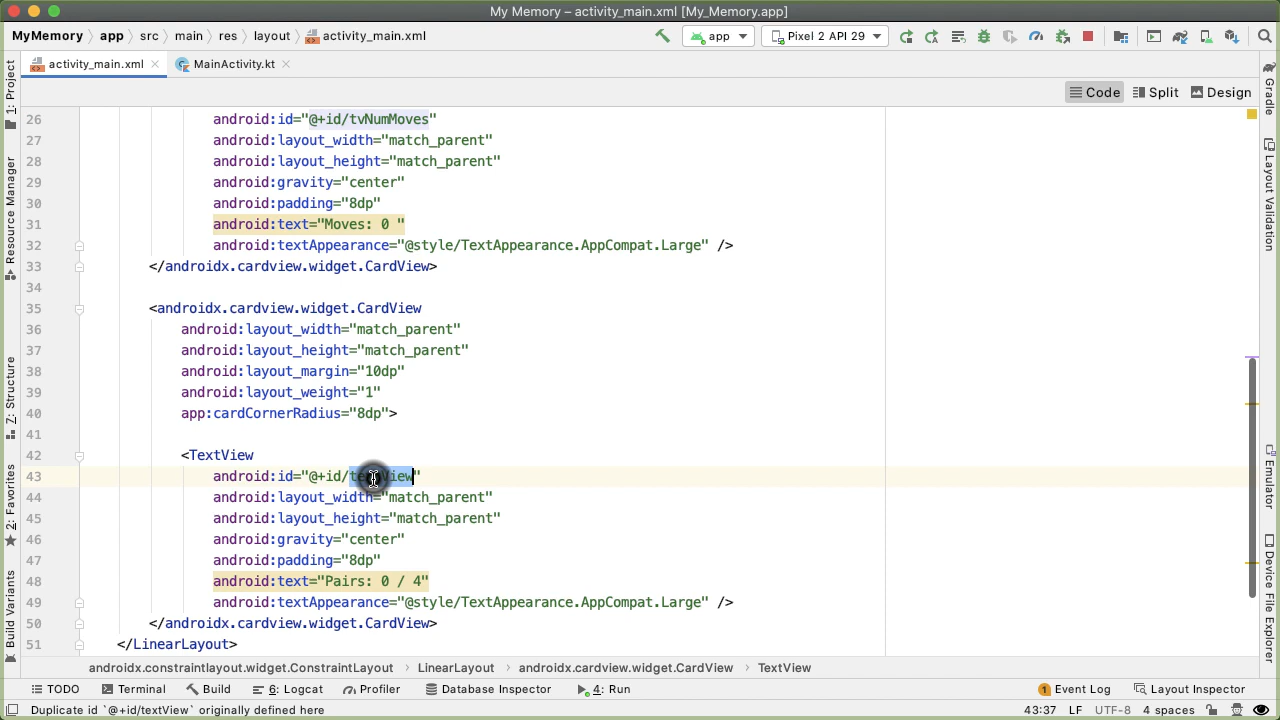 My Memory – activity_main.xml [My_Memory.app]
MyMemory app src main res layout activity_main.xml app Pixel 2 API 29
activity_main.xml MainActivity.kt
Code Split Design
26 android:id="@+id/tvNumMoves"
27 android:layout_width="match_parent"
28 android:layout_height="match_parent"
29 android:gravity="center"
30 android:padding="8dp"
31 android:text="Moves: 0 "
32 android:textAppearance="@style/TextAppearance.AppCompat.Large" />
33 </androidx.cardview.widget.CardView>
34
35 <androidx.cardview.widget.CardView
36 android:layout_width="match_parent"
37 android:layout_height="match_parent"
38 android:layout_margin="10dp"
39 android:layout_weight="1"
40 app:cardCornerRadius="8dp">
41
42 <TextView
43 android:id="@+id/textView"
44 android:layout_width="match_parent"
45 android:layout_height="match_parent"
46 android:gravity="center"
47 android:padding="8dp"
48 android:text="Pairs: 0 / 4"
49 android:textAppearance="@style/TextAppearance.AppCompat.Large" />
50 </androidx.cardview.widget.CardView>
51 </LinearLayout>
1: Project
Resource Manager
Z: Structure
2: Favorites
Build Variants
Gradle
Layout Validation
Emulator
Device File Explorer
androidx.constraintlayout.widget.ConstraintLayout LinearLayout androidx.cardview.widget.CardView TextView
TODO Terminal Build 6: Logcat Profiler Database Inspector 4: Run 1 Event Log Layout Inspector
Duplicate id `@+id/textView` originally defined here 43:37 LF UTF-8 4 spaces